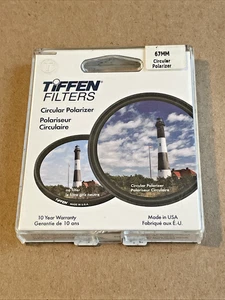 67MM
Circular
Polarizer
TIFFEN
FILTERS
Circular Polarizer
Polariseur
Circulaire
Circular Polarizer
Polariseur Circulaire
10 Year Warranty
Garantie de 10 ans
Made in USA
Fabriqué aux É.-U.